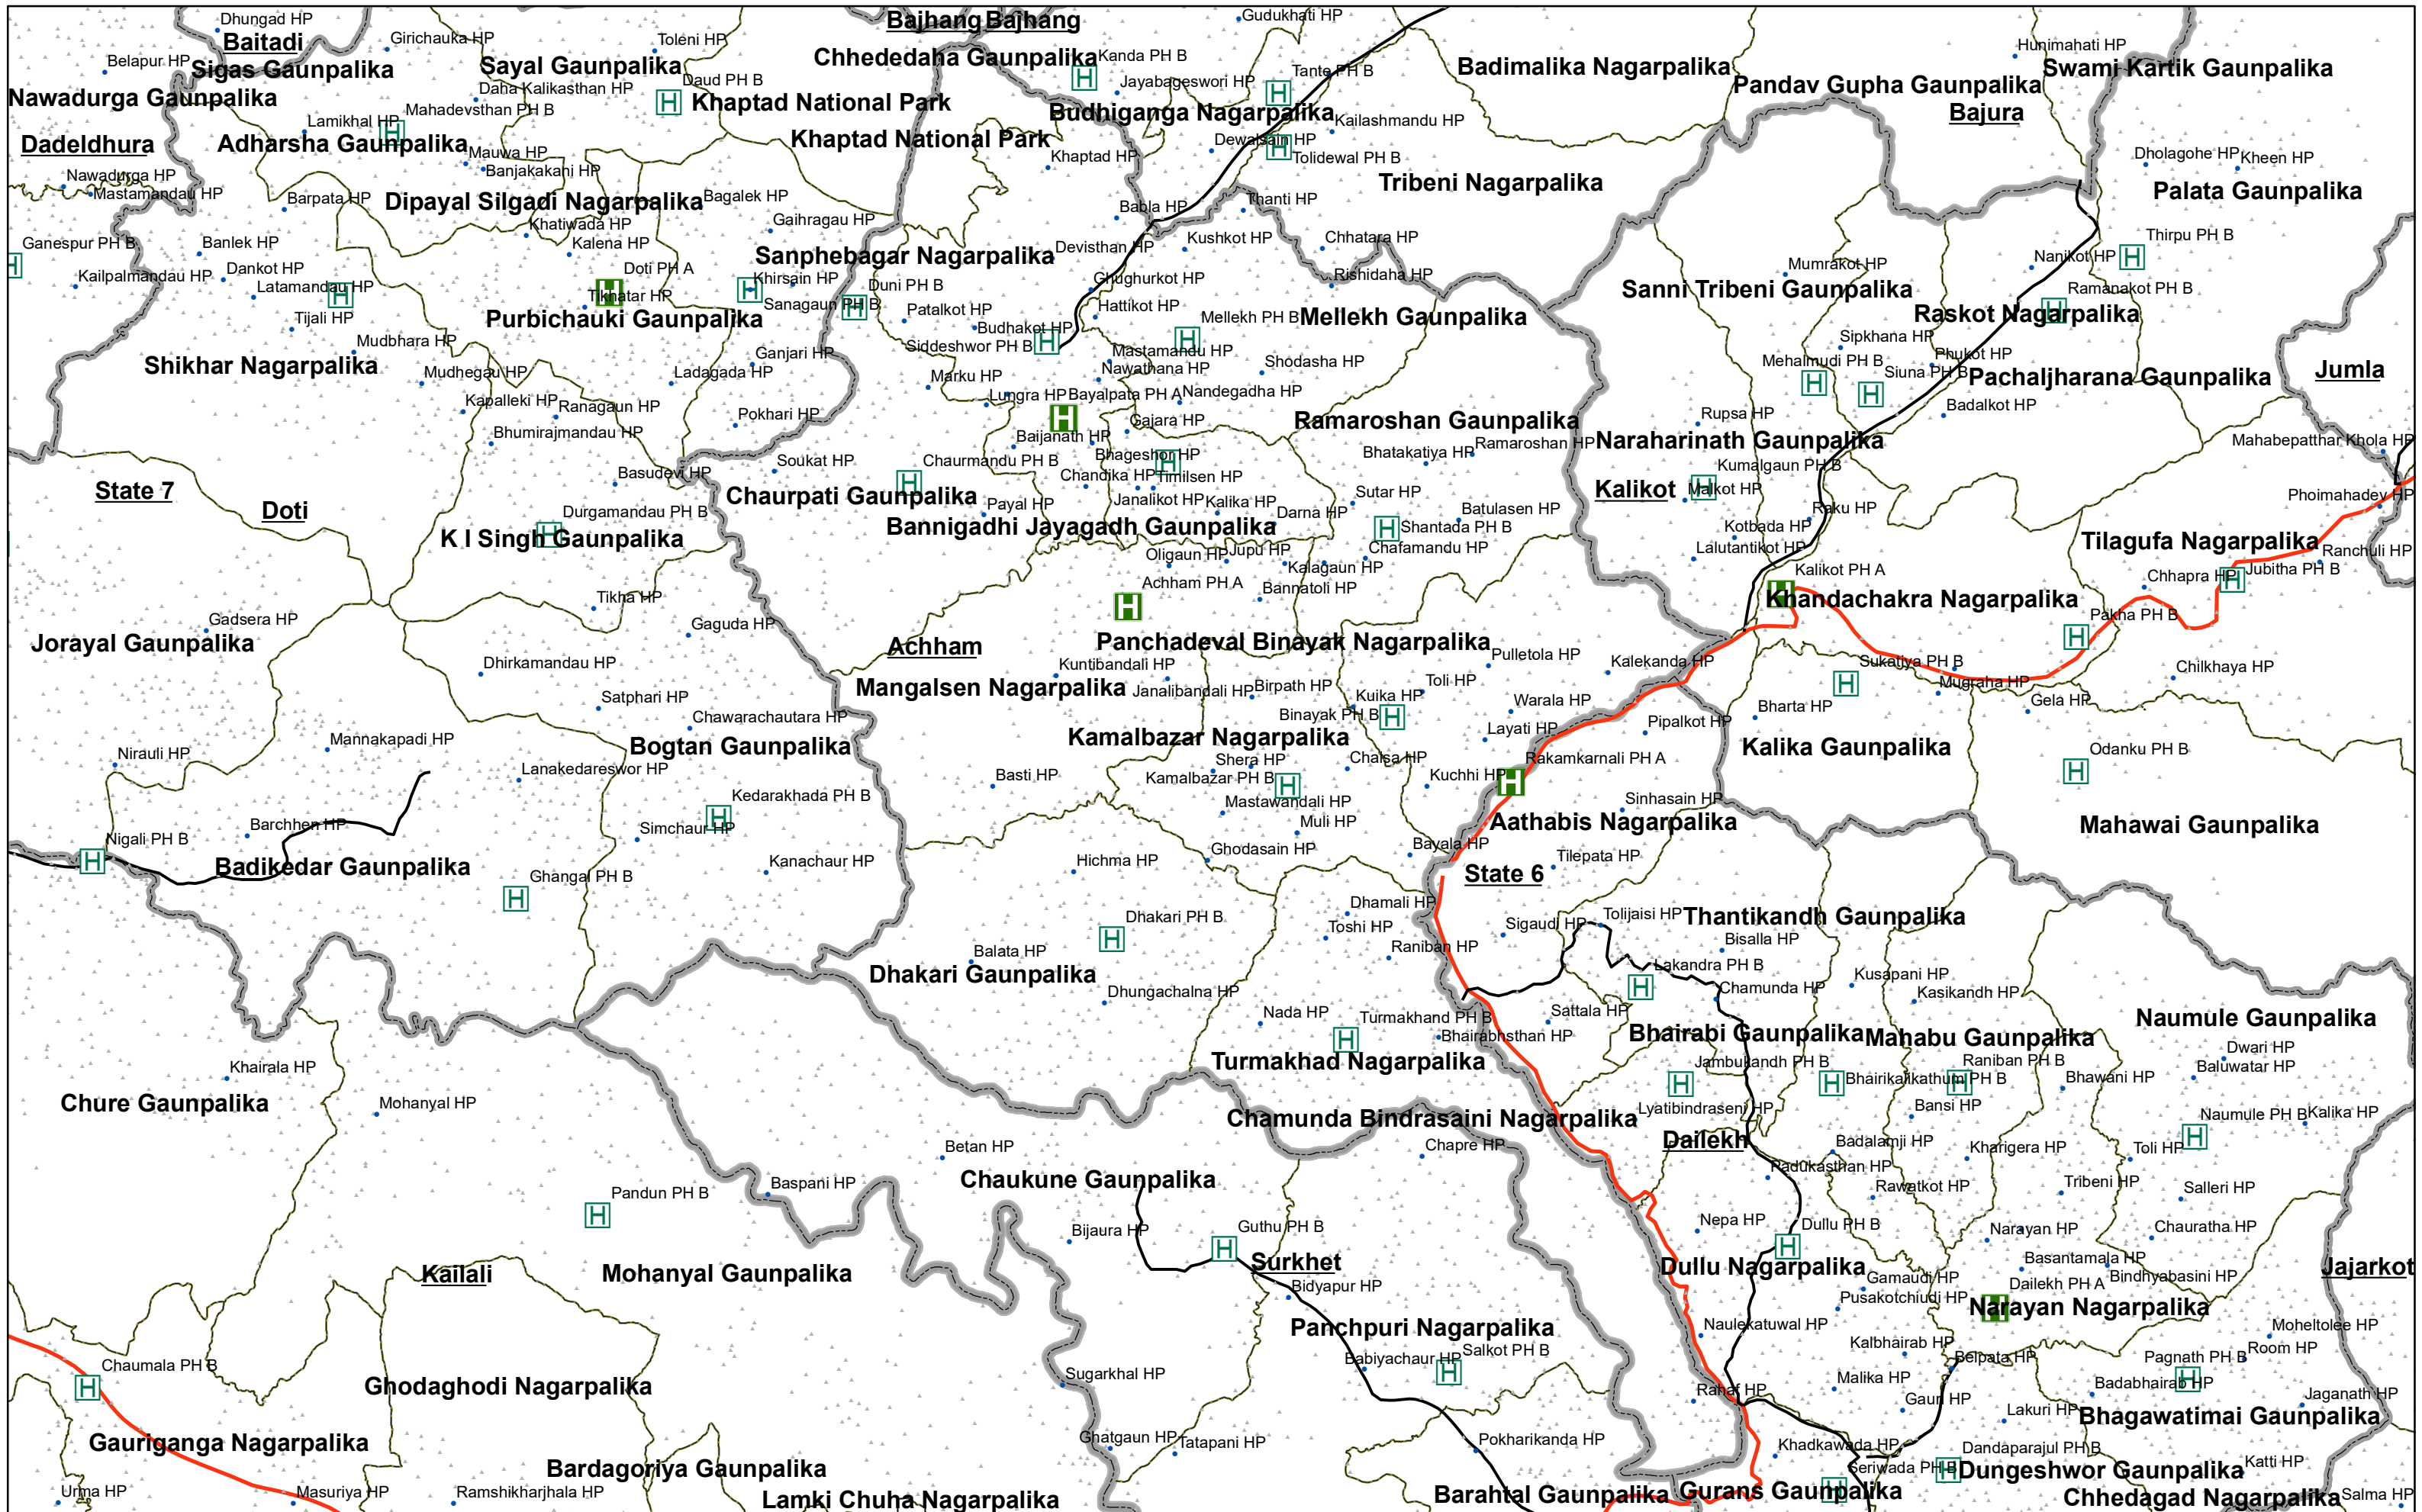 Dhungad HP
Bajhang Bajhang
Gudukhati HP
Baitadi
Girichauka HP
Toleni HP
Hunimahati HP
Belapur HP
Sigas Gaunpalika
Sayal Gaunpalika
Chhededaha Gaunpalika
Kanda PH B
Tante PH B
Badimalika Nagarpalika
Swami Kartik Gaunpalika
Daha Kalikasthan HP
Daud PH B
Jayabageswori HP
Pandav Gupha Gaunpalika
Nawadurga Gaunpalika
Mahadevsthan PH B
Khaptad National Park
Budhiganga Nagarpalika
Bajura
Lamikhal HP
Kailashmandu HP
Dadeldhura
Adharsha Gaunpalika
Khaptad National Park
Dewalsain HP
Mauwa HP
Khaptad HP
Tolidewal PH B
Dholagohe HP
Kheen HP
Banjakakani HP
Nawadurga HP
Tribeni Nagarpalika
Palata Gaunpalika
Mastamandau HP
Barpata HP
Dipayal Silgadi Nagarpalika
Bagalek HP
Babla HP
Thanti HP
Khatiwada HP
Gaihragau HP
Ganespur PH B
Banlek HP
Kalena HP
Sanphebagar Nagarpalika
Devisthan HP
Kushkot HP
Chhatara HP
Thirpu PH B
Nanikot HP
Kailpalmandau HP
Dankot HP
Doti PH A
Khirsain HP
Ghughurkot HP
Rishidaha HP
Mumrakot HP
Latamandau HP
Tiknatar HP
Duni PH B
Sanni Tribeni Gaunpalika
Ramanakot PH B
Sanagaun PH B
Patalkot HP
Hattikot HP
Tijali HP
Purbichauki Gaunpalika
Mellekh PH B
Mellekh Gaunpalika
Raskot Nagarpalika
Budhakot HP
Mudbhara HP
Siddeshwor PH B
Sipkhana HP
Shikhar Nagarpalika
Ganjari HP
Mastamandu HP
Shodasha HP
Mehalmudi PH B
Phukot HP
Mudhegau HP
Ladagada HP
Marku HP
Nawathana HP
Siuna PH B
Pachaljharana Gaunpalika
Jumla
Lungra HP
Bayalpata PH A
Nandegadha HP
Kapalleki HP
Ranagaun HP
Pokhari HP
Gajara HP
Ramaroshan Gaunpalika
Rupsa HP
Badalkot HP
Bhumirajmandau HP
Baijanath HP
Ramaroshan HP
Naraharinath Gaunpalika
Mahabepatthar Khola HP
Soukat HP
Chaurmandu PH B
Bhageshor HP
Bhatakatiya HP
Basudevi HP
Chandika HP
Timilsen HP
Kumalgaun PH B
State 7
Chaurpati Gaunpalika
Payal HP
Janalikot HP
Kalika HP
Sutar HP
Kalikot
Malkot HP
Phoimahadev HP
Doti
Durgamandau PH B
Darna HP
Batulasen HP
Raku HP
Bannigadhi Jayagadh Gaunpalika
Shantada PH B
Kotbada HP
K I Singh Gaunpalika
Oligaun HP
Jupu HP
Chafamandu HP
Lalutantikot HP
Tilagufa Nagarpalika
Ranchuli HP
Kalagaun HP
Kalikot PH A
Chhapra HP
Jubitha PH B
Achham PH A
Bannatoli HP
Tikha HP
Khandachakra Nagarpalika
Pakha PH B
Gadsera HP
Gaguda HP
Jorayal Gaunpalika
Achham
Panchadeval Binayak Nagarpalika
Dhirkamandau HP
Kuntibandali HP
Pulletola HP
Kalekanda HP
Sukatiya PH B
Chilkhaya HP
Mangalsen Nagarpalika
Janalibandali HP
Birpath HP
Toli HP
Mugraha HP
Satphari HP
Kuika HP
Warala HP
Gela HP
Chawarachautara HP
Binayak PH B
Bharta HP
Layati HP
Pipalkot HP
Nirauli HP
Mannakapadi HP
Bogtan Gaunpalika
Kamalbazar Nagarpalika
Kalika Gaunpalika
Odanku PH B
Lanakedareswor HP
Shera HP
Chalsa HP
Rakamkarnali PH A
Basti HP
Kamalbazar PH B
Kuchhi HP
Kedarakhada PH B
Mastawandali HP
Sinhasain HP
Barchhen HP
Simchaur HP
Muli HP
Aathabis Nagarpalika
Mahawai Gaunpalika
Nigali PH B
Ghodasain HP
Bayala HP
Badikedar Gaunpalika
Kanachaur HP
Hichma HP
Tilepata HP
Ghangal PH B
State 6
Dhamali HP
Dhakari PH B
Tolijaisi HP
Thantikandh Gaunpalika
Toshi HP
Sigaudi HP
Balata HP
Raniban HP
Bisalla HP
Dhakari Gaunpalika
Lakandra PH B
Kusapani HP
Dhungachalna HP
Chamunda HP
Kasikandh HP
Nada HP
Turmakhand PH B
Sattala HP
Naumule Gaunpalika
Bhairabhsthan HP
Bhairabi Gaunpalika
Mahabu Gaunpalika
Khairala HP
Turmakhad Nagarpalika
Jambukandh PH B
Raniban PH B
Dwari HP
Baluwatar HP
Bhairikalikathum PH B
Bhawani HP
Chure Gaunpalika
Mohanyal HP
Chamunda Bindrasaini Nagarpalika
Lyatibindraseni HP
Bansi HP
Naumule PH B
Kalika HP
Betan HP
Chapre HP
Dailekh
Badalamji HP
Kharigera HP
Toli HP
Chaukune Gaunpalika
Padukasthan HP
Pandun PH B
Baspani HP
Rawatkot HP
Tribeni HP
Salleri HP
Bijaura HP
Guthu PH B
Nepa HP
Dullu PH B
Narayan HP
Chauratha HP
Kailali
Mohanyal Gaunpalika
Surkhet
Dullu Nagarpalika
Basantamala HP
Jajarkot
Bidyapur HP
Gamaudi HP
Dailekh PH A
Bindhyabasini HP
Pusakotchiudi HP
Narayan Nagarpalika
Panchpuri Nagarpalika
Naulekatuwal HP
Moheltolee HP
Chaumala PH B
Babiyachaur HP
Salkot PH B
Kalbhairab HP
Belpata HP
Pagnath PH B
Room HP
Ghodaghodi Nagarpalika
Sugarkhal HP
Rahaf HP
Malika HP
Badabhairab HP
Gauri HP
Jaganath HP
Gauriganga Nagarpalika
Lakuri HP
Bhagawatimai Gaunpalika
Ghatgaun HP
Tatapani HP
Pokharikanda HP
Khadkawada HP
Dandaparajul PH B
Bardagoriya Gaunpalika
Seriwada PH B
Dungeshwor Gaunpalika
Katti HP
Urma HP
Masuriya HP
Ramshikharjhala HP
Lamki Chuha Nagarpalika
Barahtal Gaunpalika
Gurans Gaunpalika
Chhedagad Nagarpalika
Salma HP